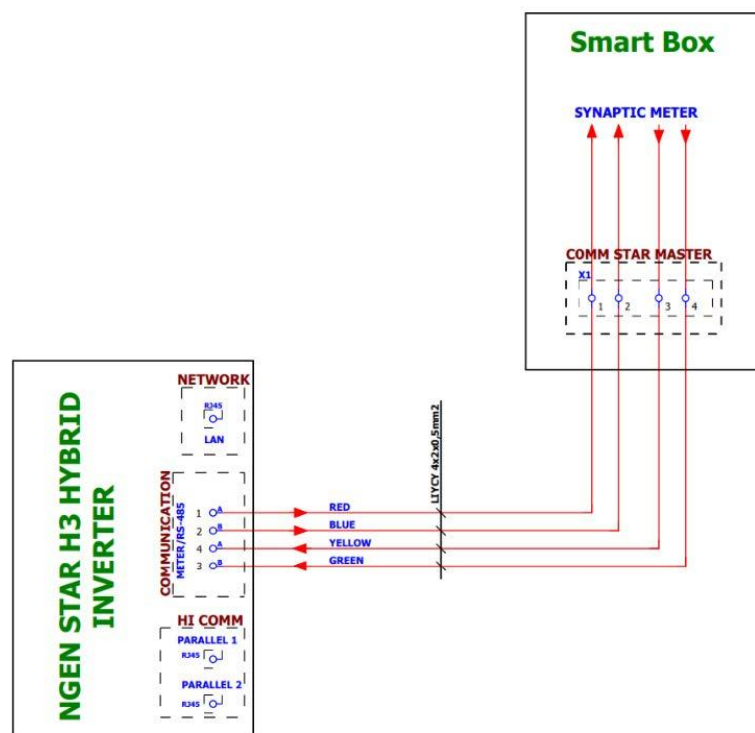 Smart Box
SYNAPTIC METER
COMM STAR MASTER
X1
1 2 3 4
NGEN STAR H3 HYBRID
INVERTER
NETWORK
RJ45
LAN
COMMUNICATION
METER/RS-485
1 A RED
2 B BLUE
4 A YELLOW
3 B GREEN
LIYCY 4x2x0,5mm2
HI COMM
PARALLEL 1
RJ45
PARALLEL 2
RJ45